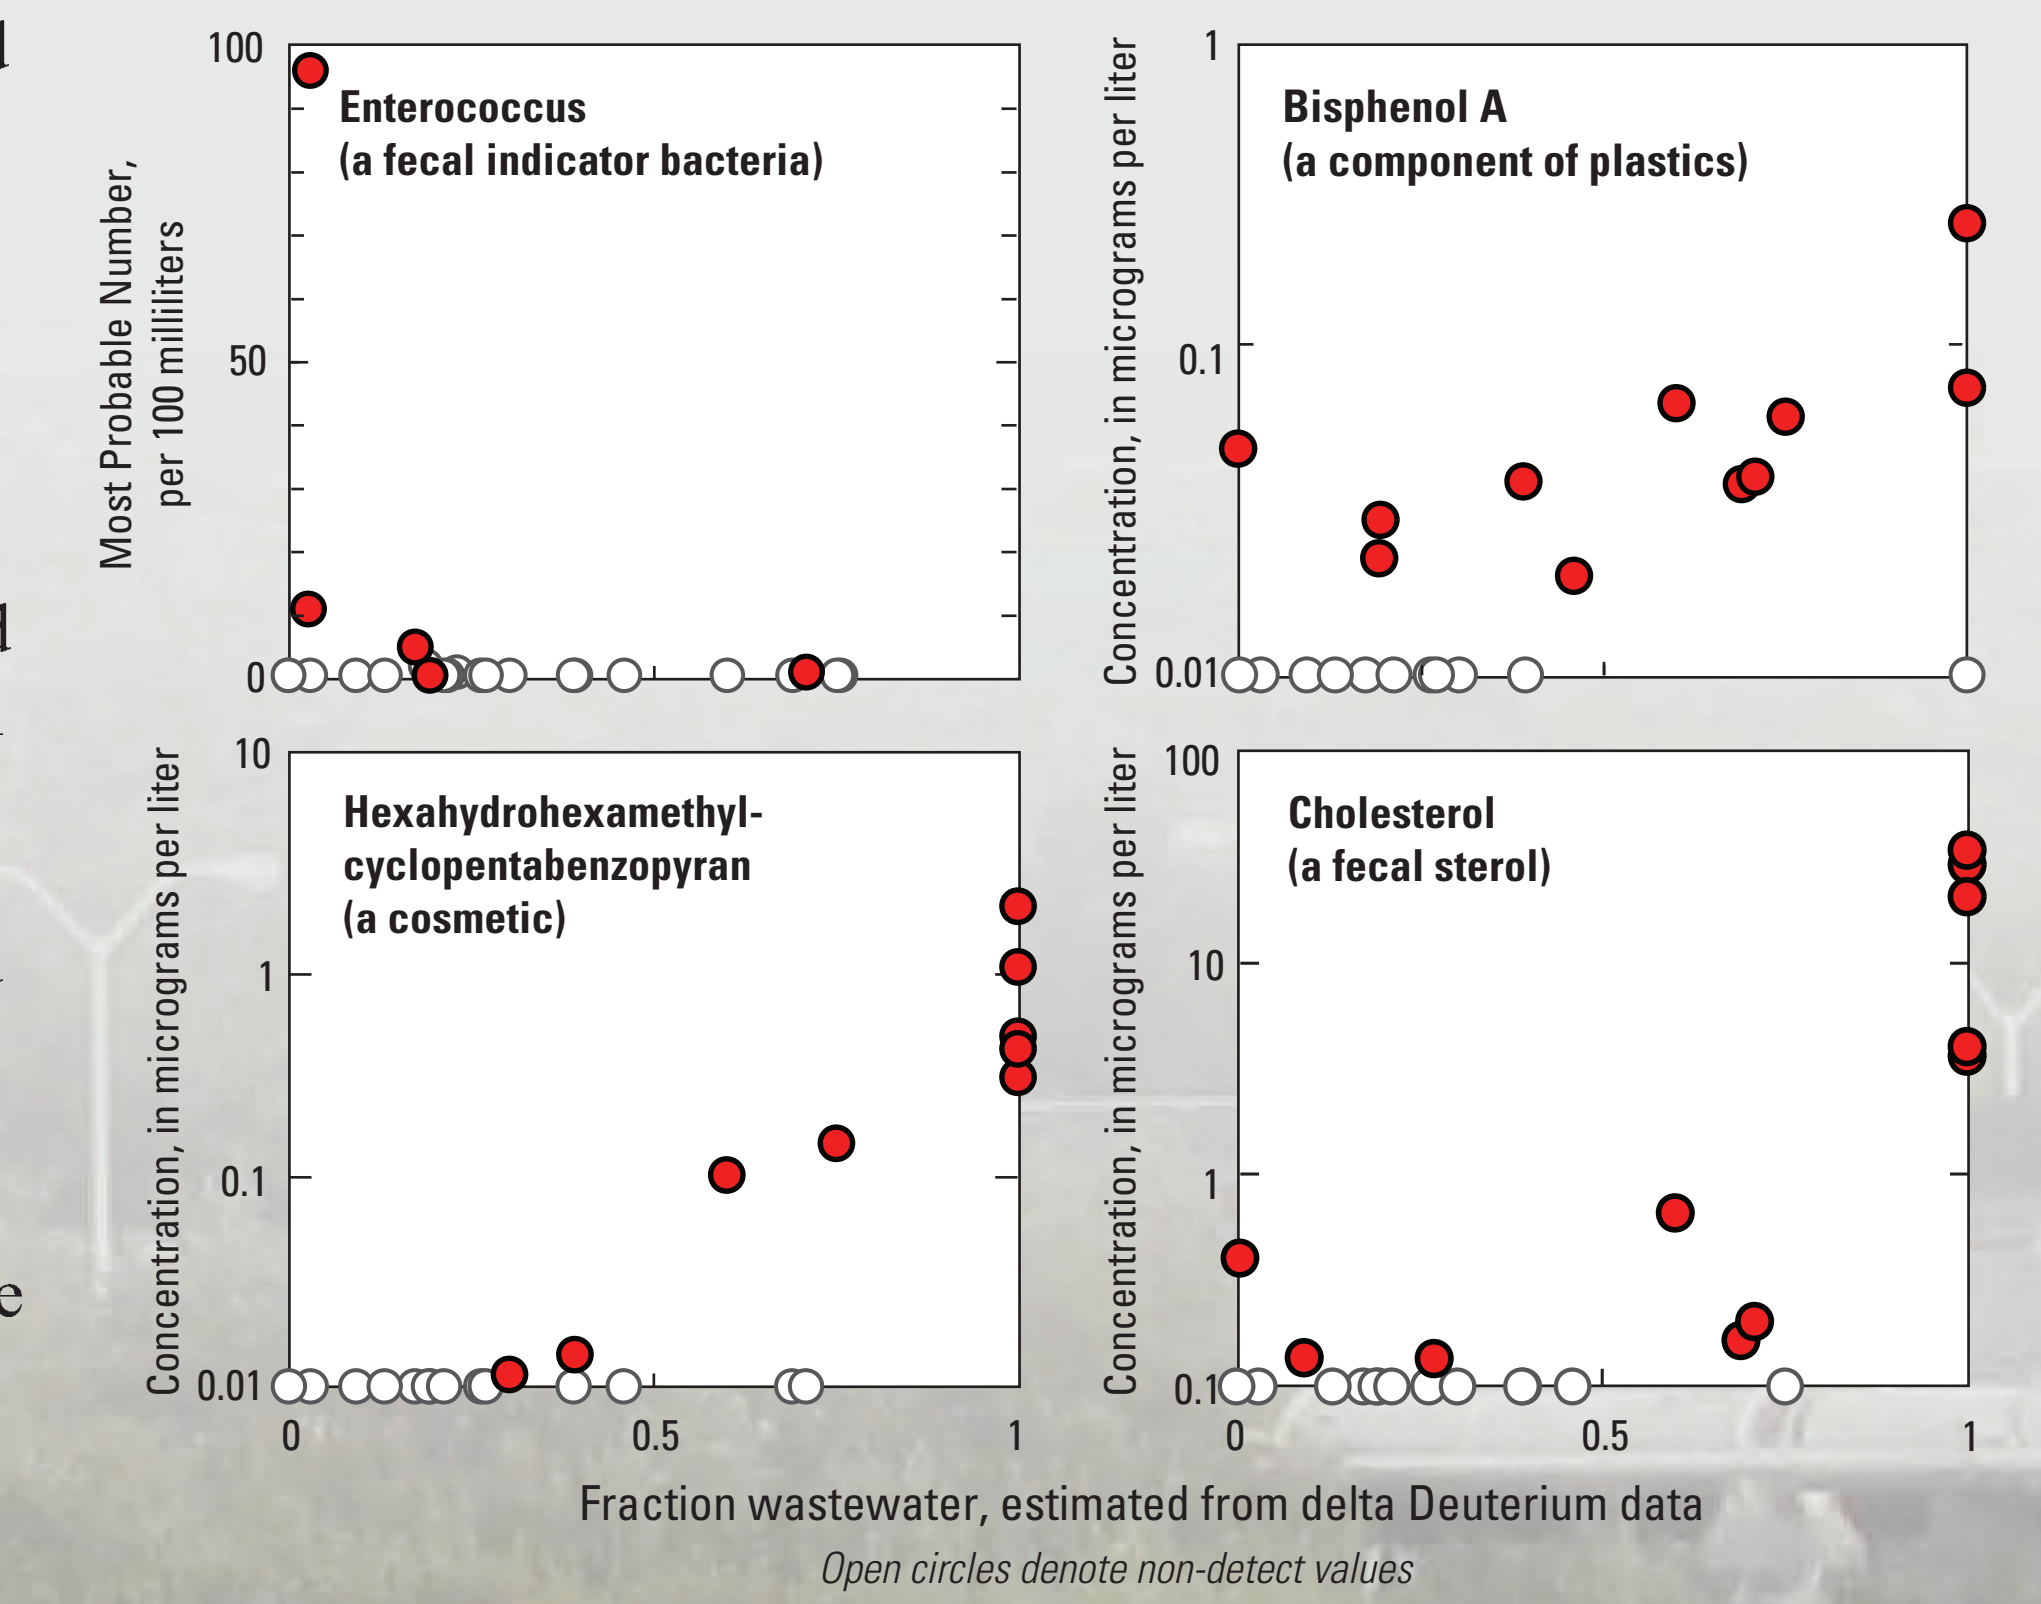 d
d
e
100
50
0
Most Probable Number,
per 100 milliliters
Enterococcus
(a fecal indicator bacteria)
1
0.1
0.01
Concentration, in micrograms per liter
Bisphenol A
(a component of plastics)
10
1
0.1
0.01
Concentration, in micrograms per liter
Hexahydrohexamethyl-
cyclopentabenzopyran
(a cosmetic)
0
0.5
1
100
10
1
0.1
Concentration, in micrograms per liter
Cholesterol
(a fecal sterol)
0
0.5
1
Fraction wastewater, estimated from delta Deuterium data
Open circles denote non-detect values